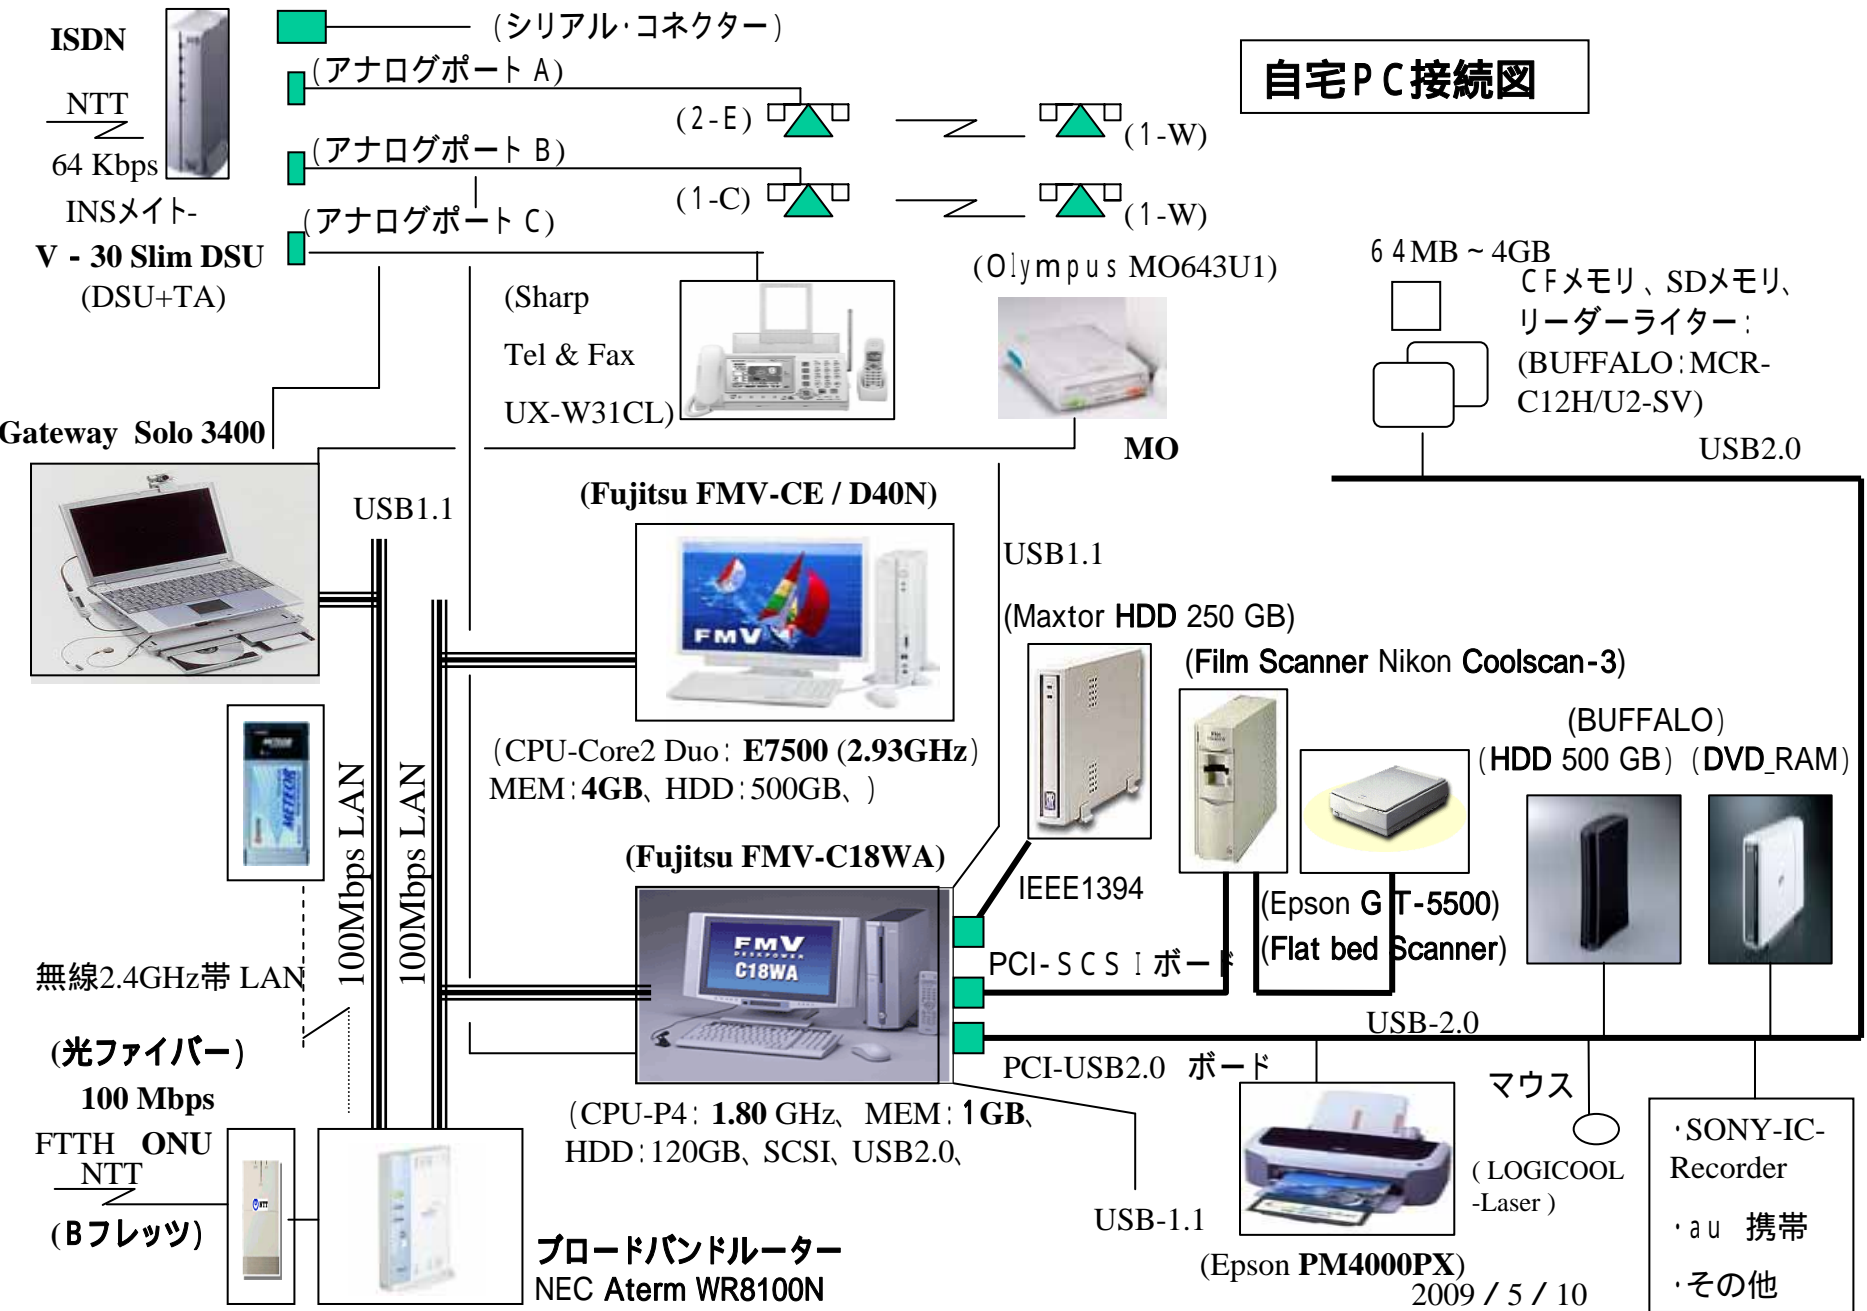 ISDN
(シリアル・コネクター)
自宅PC接続図
(アナログポート A)
NTT
(2-E)
(1-W)
64 Kbps
(アナログポート B)
INSメイト-
(1-C)
(1-W)
(アナログポート C)
V - 30 Slim DSU
(DSU+TA)
(Sharp
Tel & Fax
UX-W31CL)
(Olympus MO643U1)
MO
64MB ~ 4GB
CFメモリ、SDメモリ、
リーダーライター:
(BUFFALO:MCR-
C12H/U2-SV)
USB2.0
Gateway Solo 3400
USB1.1
(Fujitsu FMV-CE / D40N)
FMV
USB1.1
(Maxtor HDD 250 GB)
(Film Scanner Nikon Coolscan-3)
(BUFFALO)
(HDD 500 GB)
(DVD_RAM)
(CPU-Core2 Duo: E7500 (2.93GHz)
MEM:4GB、HDD:500GB、)
METEOR
100Mbps LAN
100Mbps LAN
(Fujitsu FMV-C18WA)
FMV
DESKPOWER
C18WA
IEEE1394
(Epson GT-5500)
(Flat bed Scanner)
PCI-SCSIボード
無線2.4GHz帯 LAN
USB-2.0
PCI-USB2.0 ボード
(光ファイバー)
100 Mbps
FTTH ONU
NTT
(Bフレッツ)
NTT
(CPU-P4: 1.80 GHz、MEM:1GB、
HDD:120GB、SCSI、USB2.0、
マウス
(LOGICOOL
-Laser )
・SONY-IC-
Recorder
・au 携帯
・その他
USB-1.1
(Epson PM4000PX)
ブロードバンドルーター
NEC Aterm WR8100N
2009 / 5 / 10